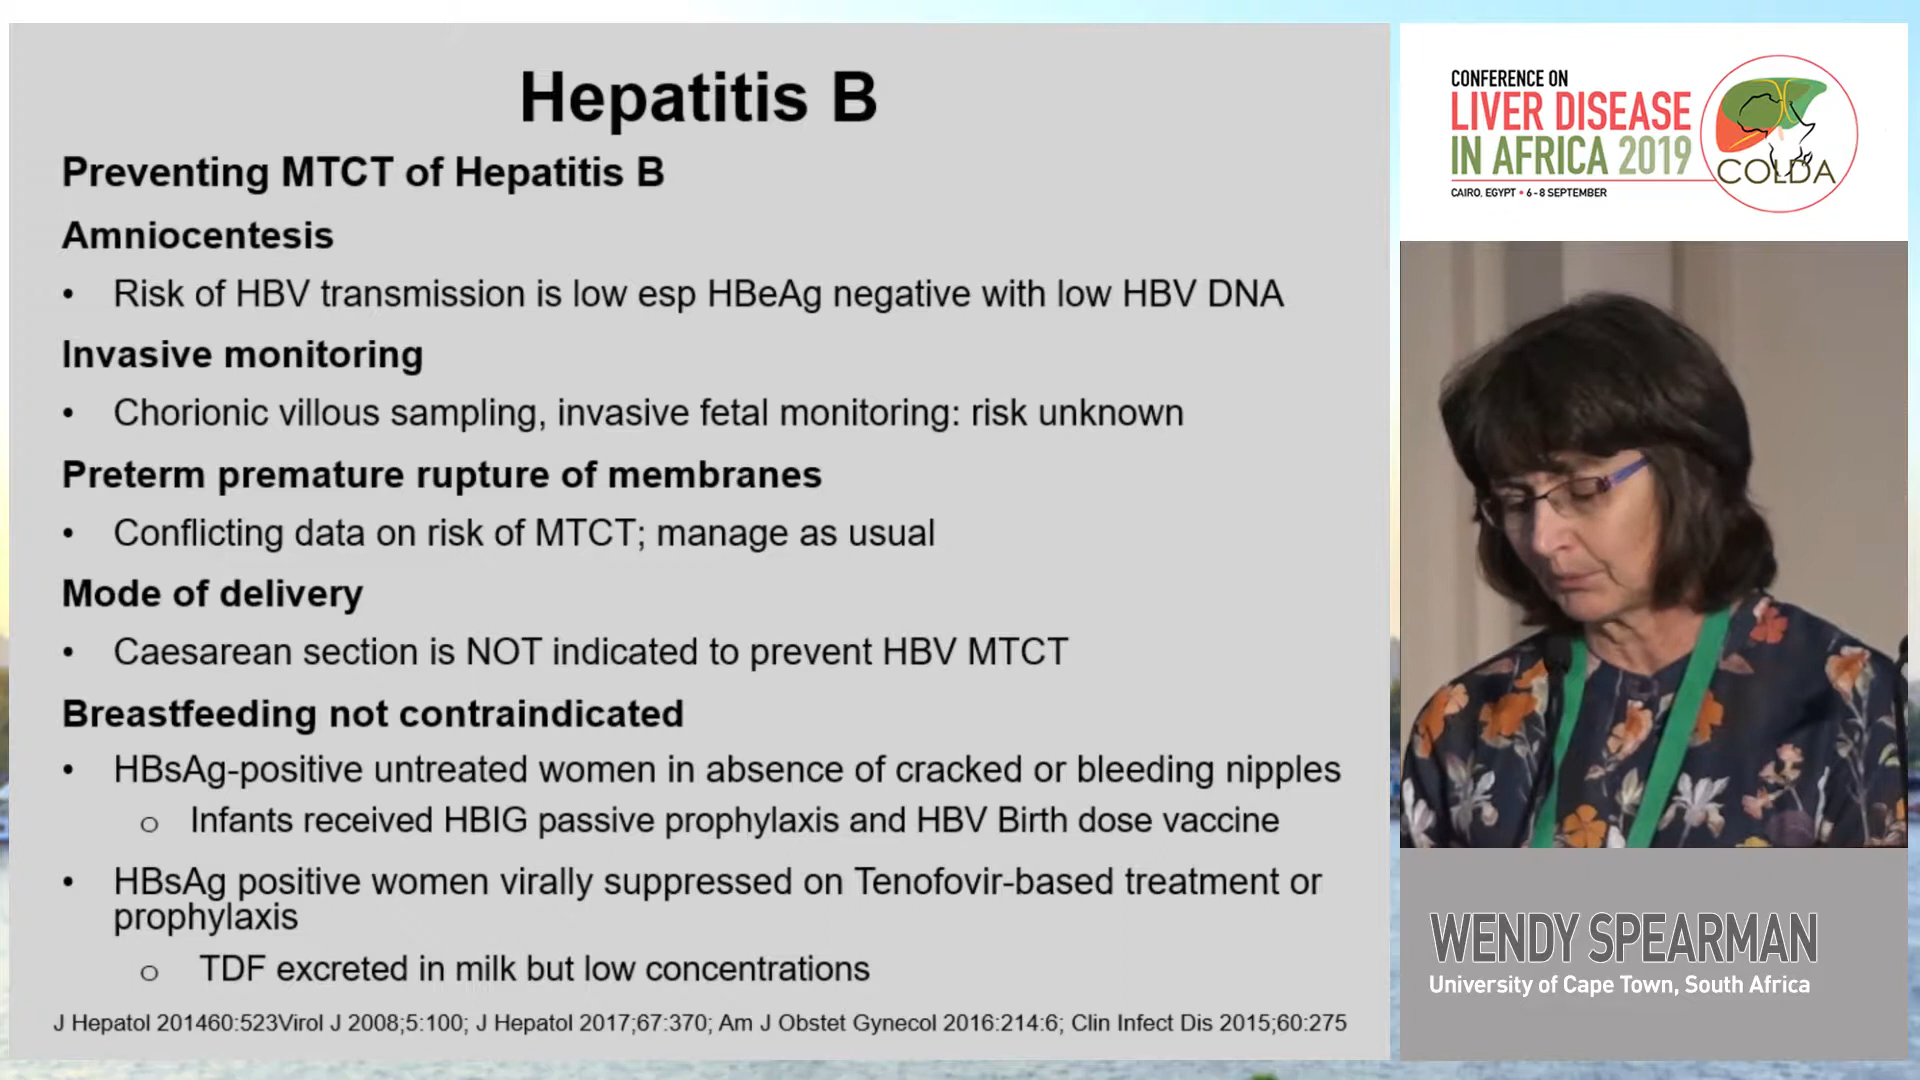 Hepatitis B
Preventing MTCT of Hepatitis B
Amniocentesis
• Risk of HBV transmission is low esp HBeAg negative with low HBV DNA
Invasive monitoring
• Chorionic villous sampling, invasive fetal monitoring: risk unknown
Preterm premature rupture of membranes
• Conflicting data on risk of MTCT; manage as usual
Mode of delivery
• Caesarean section is NOT indicated to prevent HBV MTCT
Breastfeeding not contraindicated
• HBsAg-positive untreated women in absence of cracked or bleeding nipples
o Infants received HBIG passive prophylaxis and HBV Birth dose vaccine
• HBsAg positive women virally suppressed on Tenofovir-based treatment or
prophylaxis
o TDF excreted in milk but low concentrations
J Hepatol 201460:523Virol J 2008;5:100; J Hepatol 2017;67:370; Am J Obstet Gynecol 2016:214:6; Clin Infect Dis 2015;60:275
CONFERENCE ON
LIVER DISEASE
IN AFRICA 2019
CAIRO, EGYPT • 6 - 8 SEPTEMBER
COLDA
WENDY SPEARMAN
University of Cape Town, South Africa